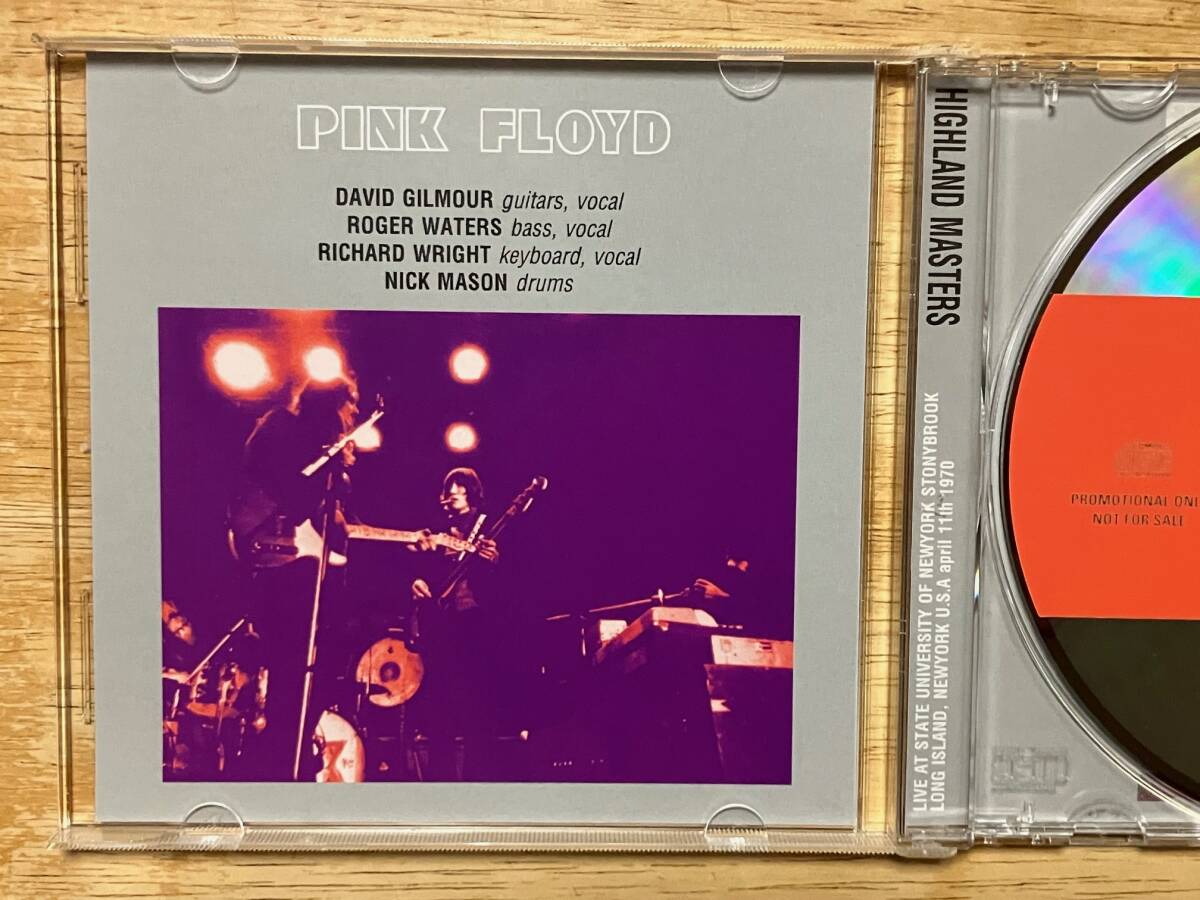 PINK FLOYD
DAVID GILMOUR guitars, vocal
ROGER WATERS bass, vocal
RICHARD WRIGHT keyboard, vocal
NICK MASON drums
HIGHLAND MASTERS
LIVE AT STATE UNIVERSITY OF NEWYORK STONYBROOK
LONG ISLAND, NEWYORK U.S.A april 11th 1970
PROMOTIONAL
NOT FOR SALE